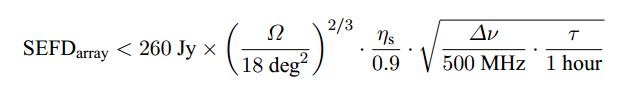 SEFD_array < 260 Jy × (Ω / 18 deg²)^{2/3} · η_s / 0.9 · √(Δν / 500 MHz · τ / 1 hour)